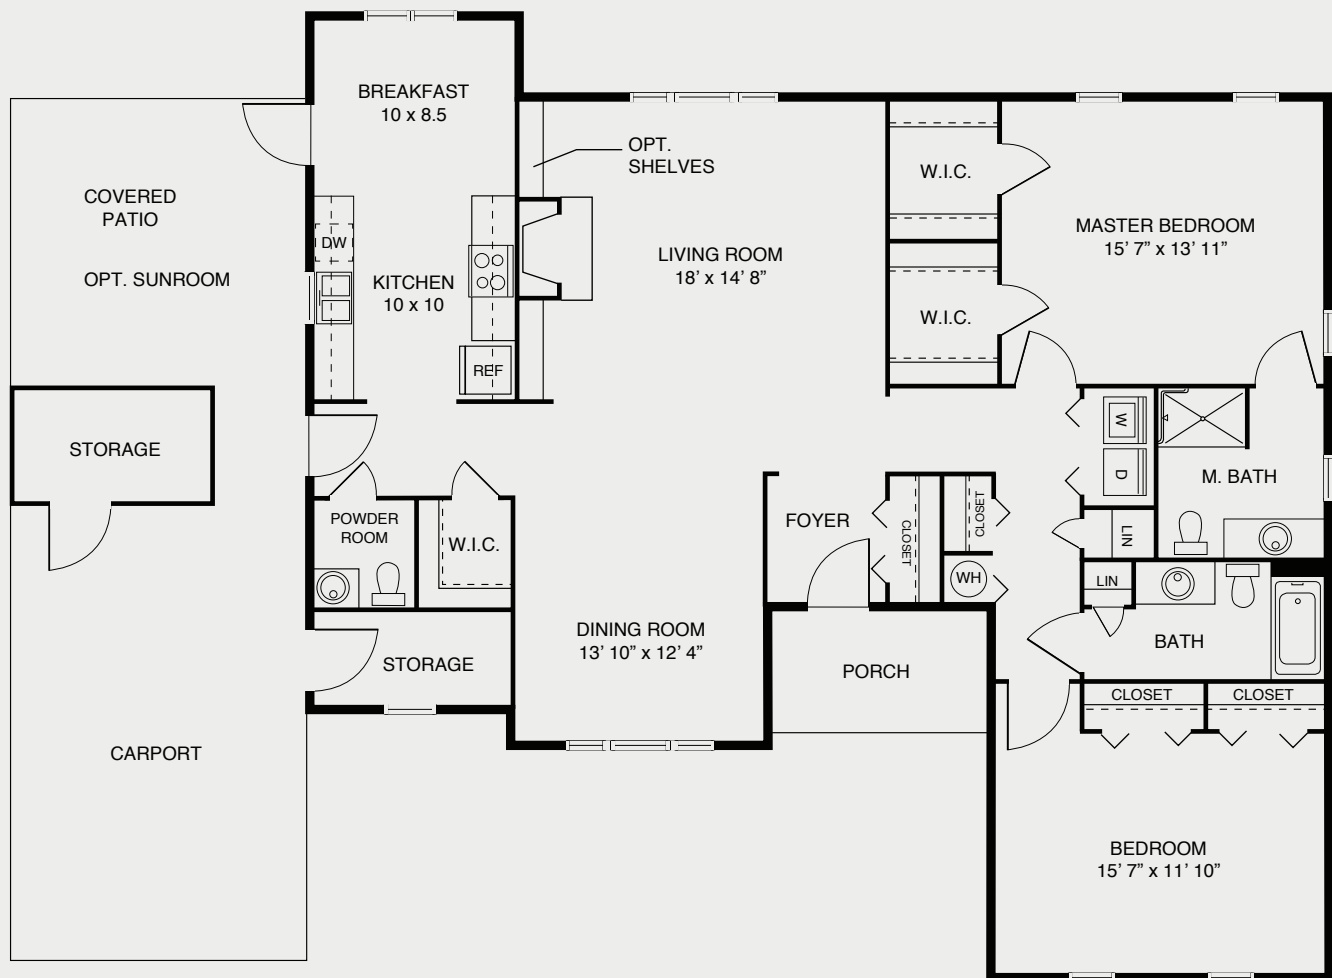 BREAKFAST
10 x 8.5
OPT.
SHELVES
COVERED
PATIO
OPT. SUNROOM
DW
KITCHEN
10 x 10
REF
LIVING ROOM
18’ x 14’ 8”
W.I.C.
W.I.C.
MASTER BEDROOM
15’ 7” x 13’ 11”
STORAGE
W
D
M. BATH
POWDER
ROOM
W.I.C.
FOYER
CLOSET
CLOSET
WH
LIN
LIN
BATH
STORAGE
DINING ROOM
13’ 10” x 12’ 4”
PORCH
CLOSET
CLOSET
CARPORT
BEDROOM
15’ 7” x 11’ 10”